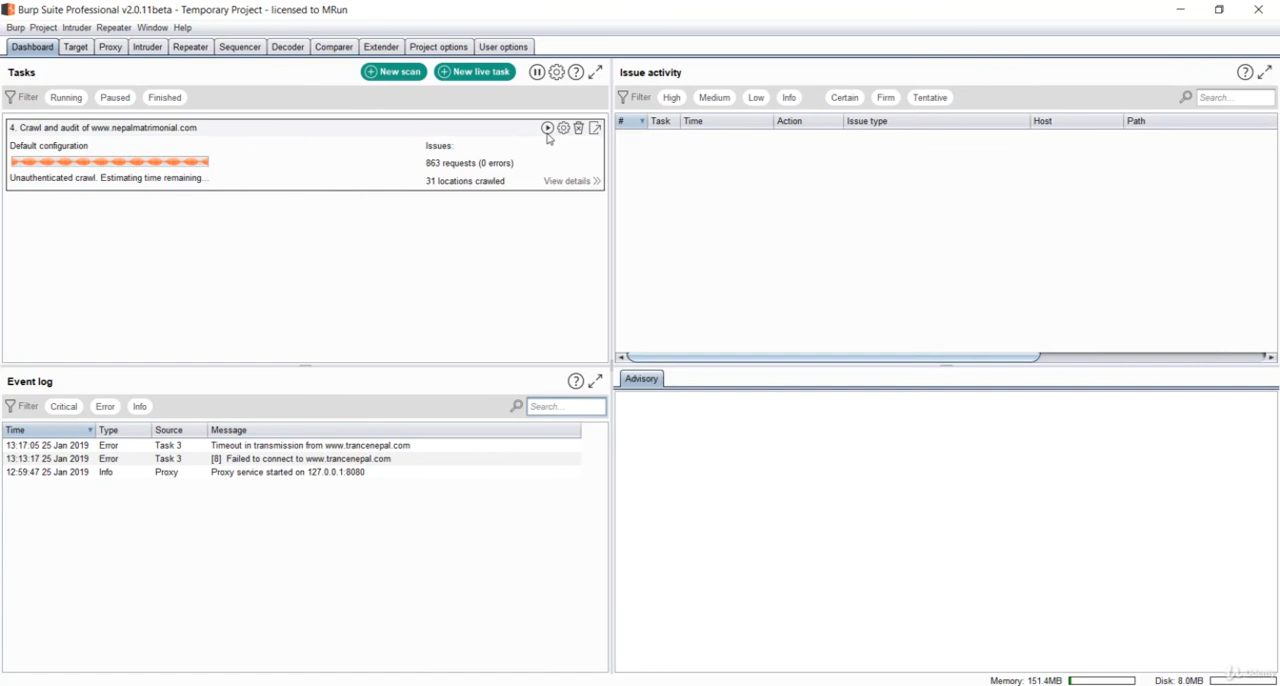 Burp Suite Professional v2.0.11beta - Temporary Project - licensed to MRun
Burp Project Intruder Repeater Window Help
Dashboard Target Proxy Intruder Repeater Sequencer Decoder Comparer Extender Project options User options
Tasks
New scan
New live task
Filter Running Paused Finished
4. Crawl and audit of www.nepalmatrimonial.com
Default configuration
Issues:
863 requests (0 errors)
Unauthenticated crawl. Estimating time remaining...
31 locations crawled
View details
Issue activity
Filter High Medium Low Info Certain Firm Tentative Search...
# Task Time Action Issue type Host Path
Event log
Filter Critical Error Info Search...
Time Type Source Message
13:17:05 25 Jan 2019 Error Task 3 Timeout in transmission from www.trancenepal.com
13:13:17 25 Jan 2019 Error Task 3 [8] Failed to connect to www.trancenepal.com
12:59:47 25 Jan 2019 Info Proxy Proxy service started on 127.0.0.1:8080
Advisory
Udemy
Memory: 151.4MB Disk: 8.0MB